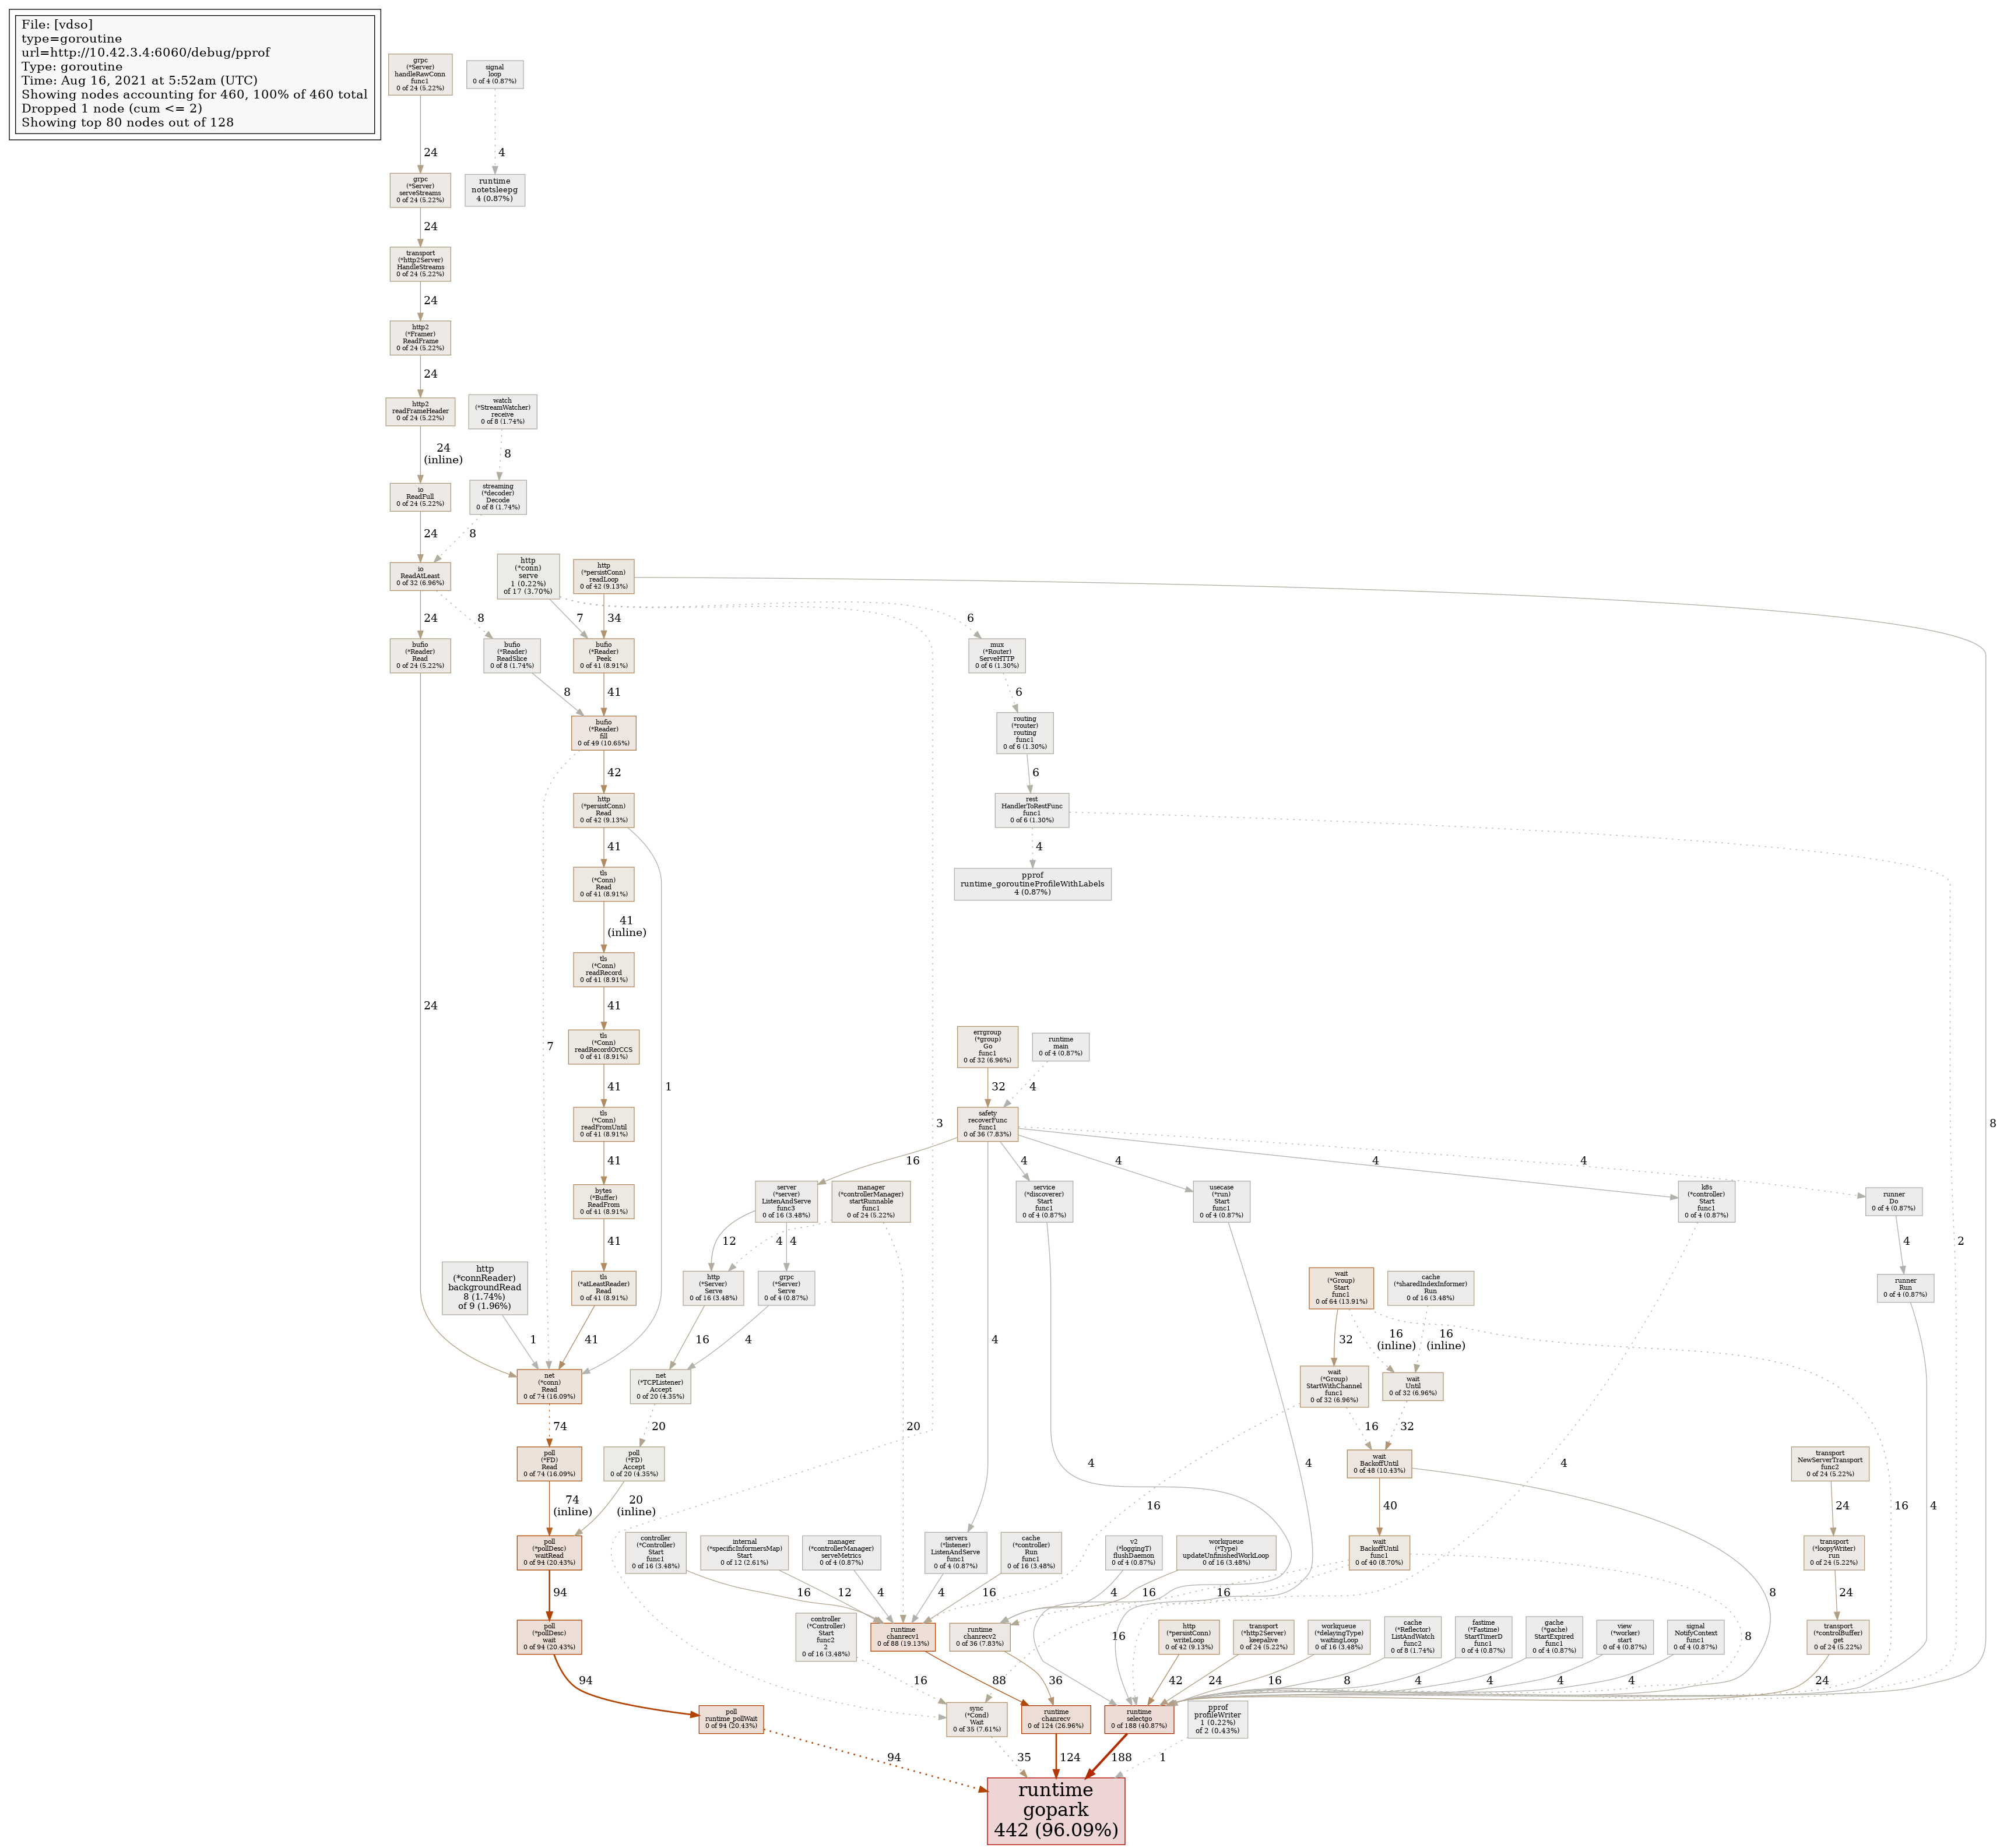 File: [vdso]
type=goroutine
url=http://10.42.3.4:6060/debug/pprof
Type: goroutine
Time: Aug 16, 2021 at 5:52am (UTC)
Showing nodes accounting for 460, 100% of 460 total
Dropped 1 node (cum <= 2)
Showing top 80 nodes out of 128
grpc
(*Server)
handleRawConn
func1
0 of 24 (5.22%)
signal
loop
0 of 4 (0.87%)
24
4
grpc
(*Server)
serveStreams
0 of 24 (5.22%)
runtime
notetsleepg
4 (0.87%)
24
transport
(*http2Server)
HandleStreams
0 of 24 (5.22%)
24
http2
(*Framer)
ReadFrame
0 of 24 (5.22%)
24
http2
readFrameHeader
0 of 24 (5.22%)
watch
(*StreamWatcher)
receive
0 of 8 (1.74%)
24
(inline)
8
io
ReadFull
0 of 24 (5.22%)
streaming
(*decoder)
Decode
0 of 8 (1.74%)
24
8
io
ReadAtLeast
0 of 32 (6.96%)
http
(*conn)
serve
1 (0.22%)
of 17 (3.70%)
http
(*persistConn)
readLoop
0 of 42 (9.13%)
24
8
7
34
6
bufio
(*Reader)
Read
0 of 24 (5.22%)
bufio
(*Reader)
ReadSlice
0 of 8 (1.74%)
bufio
(*Reader)
Peek
0 of 41 (8.91%)
mux
(*Router)
ServeHTTP
0 of 6 (1.30%)
8
41
6
bufio
(*Reader)
fill
0 of 49 (10.65%)
routing
(*router)
routing
func1
0 of 6 (1.30%)
42
6
http
(*persistConn)
Read
0 of 42 (9.13%)
rest
HandlerToRestFunc
func1
0 of 6 (1.30%)
41
4
tls
(*Conn)
Read
0 of 41 (8.91%)
pprof
runtime_goroutineProfileWithLabels
4 (0.87%)
41
(inline)
tls
(*Conn)
readRecord
0 of 41 (8.91%)
24
41
7
1
3
8
2
tls
(*Conn)
readRecordOrCCS
0 of 41 (8.91%)
errgroup
(*group)
Go
func1
0 of 32 (6.96%)
runtime
main
0 of 4 (0.87%)
41
32
4
tls
(*Conn)
readFromUntil
0 of 41 (8.91%)
safety
recoverFunc
func1
0 of 36 (7.83%)
41
16
4
4
4
4
bytes
(*Buffer)
ReadFrom
0 of 41 (8.91%)
server
(*server)
ListenAndServe
func3
0 of 16 (3.48%)
manager
(*controllerManager)
startRunnable
func1
0 of 24 (5.22%)
service
(*discoverer)
Start
func1
0 of 4 (0.87%)
usecase
(*run)
Start
func1
0 of 4 (0.87%)
k8s
(*controller)
Start
func1
0 of 4 (0.87%)
runner
Do
0 of 4 (0.87%)
41
12
4
4
4
http
(*connReader)
backgroundRead
8 (1.74%)
of 9 (1.96%)
tls
(*atLeastReader)
Read
0 of 41 (8.91%)
http
(*Server)
Serve
0 of 16 (3.48%)
grpc
(*Server)
Serve
0 of 4 (0.87%)
wait
(*Group)
Start
func1
0 of 64 (13.91%)
cache
(*sharedIndexInformer)
Run
0 of 16 (3.48%)
runner
Run
0 of 4 (0.87%)
1
41
16
4
4
32
16
(inline)
16
(inline)
net
(*conn)
Read
0 of 74 (16.09%)
net
(*TCPListener)
Accept
0 of 20 (4.35%)
wait
(*Group)
StartWithChannel
func1
0 of 32 (6.96%)
wait
Until
0 of 32 (6.96%)
74
20
20
16
32
poll
(*FD)
Read
0 of 74 (16.09%)
poll
(*FD)
Accept
0 of 20 (4.35%)
4
4
4
wait
BackoffUntil
0 of 48 (10.43%)
transport
NewServerTransport
func2
0 of 24 (5.22%)
74
(inline)
20
(inline)
16
40
16
24
4
poll
(*pollDesc)
waitRead
0 of 94 (20.43%)
controller
(*Controller)
Start
func1
0 of 16 (3.48%)
internal
(*specificInformersMap)
Start
0 of 12 (2.61%)
manager
(*controllerManager)
serveMetrics
0 of 4 (0.87%)
servers
(*listener)
ListenAndServe
func1
0 of 4 (0.87%)
cache
(*controller)
Run
func1
0 of 16 (3.48%)
v2
(*loggingT)
flushDaemon
0 of 4 (0.87%)
workqueue
(*Type)
updateUnfinishedWorkLoop
0 of 16 (3.48%)
wait
BackoffUntil
func1
0 of 40 (8.70%)
transport
(*loopyWriter)
run
0 of 24 (5.22%)
94
16
12
4
4
16
4
16
16
8
24
poll
(*pollDesc)
wait
0 of 94 (20.43%)
controller
(*Controller)
Start
func2
2
0 of 16 (3.48%)
runtime
chanrecv1
0 of 88 (19.13%)
runtime
chanrecv2
0 of 36 (7.83%)
16
http
(*persistConn)
writeLoop
0 of 42 (9.13%)
transport
(*http2Server)
keepalive
0 of 24 (5.22%)
workqueue
(*delayingType)
waitingLoop
0 of 16 (3.48%)
cache
(*Reflector)
ListAndWatch
func2
0 of 8 (1.74%)
fastime
(*Fastime)
StartTimerD
func1
0 of 4 (0.87%)
gache
(*gache)
StartExpired
func1
0 of 4 (0.87%)
view
(*worker)
start
0 of 4 (0.87%)
signal
NotifyContext
func1
0 of 4 (0.87%)
8
transport
(*controlBuffer)
get
0 of 24 (5.22%)
94
16
88
36
42
24
16
8
4
4
4
4
24
poll
runtime_pollWait
0 of 94 (20.43%)
sync
(*Cond)
Wait
0 of 35 (7.61%)
runtime
chanrecv
0 of 124 (26.96%)
runtime
selectgo
0 of 188 (40.87%)
pprof
profileWriter
1 (0.22%)
of 2 (0.43%)
94
35
124
188
1
runtime
gopark
442 (96.09%)